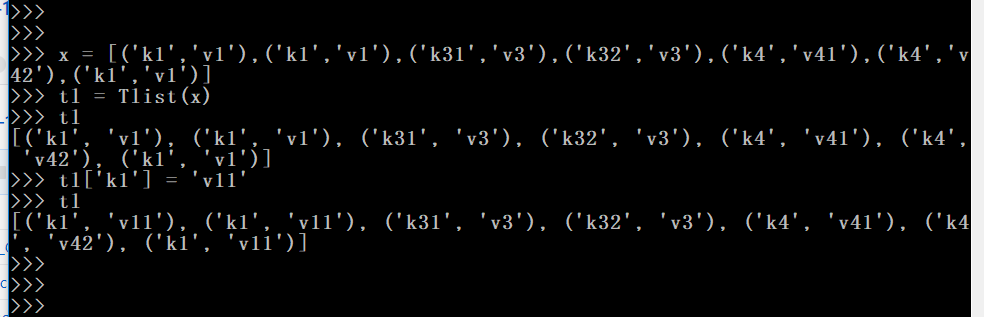 >>>
>>>
>>> x = [('k1','v1'),('k1','v1'),('k31','v3'),('k32','v3'),('k4','v41'),('k4','v
42'),('k1','v1')]
>>> tl = Tlist(x)
>>> tl
[('k1', 'v1'), ('k1', 'v1'), ('k31', 'v3'), ('k32', 'v3'), ('k4', 'v41'), ('k4',
 'v42'), ('k1', 'v1')]
>>> tl['k1'] = 'v11'
>>> tl
[('k1', 'v11'), ('k1', 'v11'), ('k31', 'v3'), ('k32', 'v3'), ('k4', 'v41'), ('k4
', 'v42'), ('k1', 'v11')]
>>>
>>>
>>>